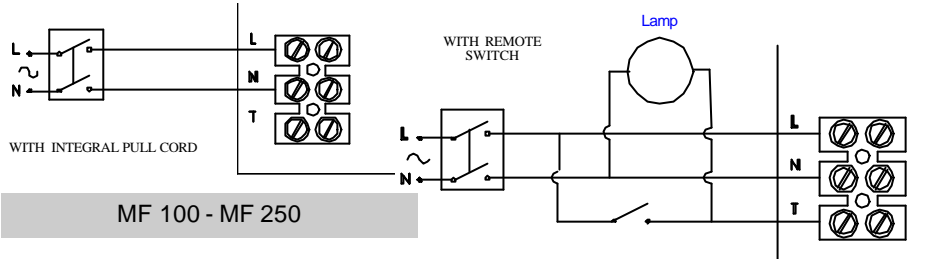 L
N
L
N
T
WITH INTEGRAL PULL CORD
MF 100 - MF 250
WITH REMOTE
SWITCH
Lamp
L
N
L
N
T